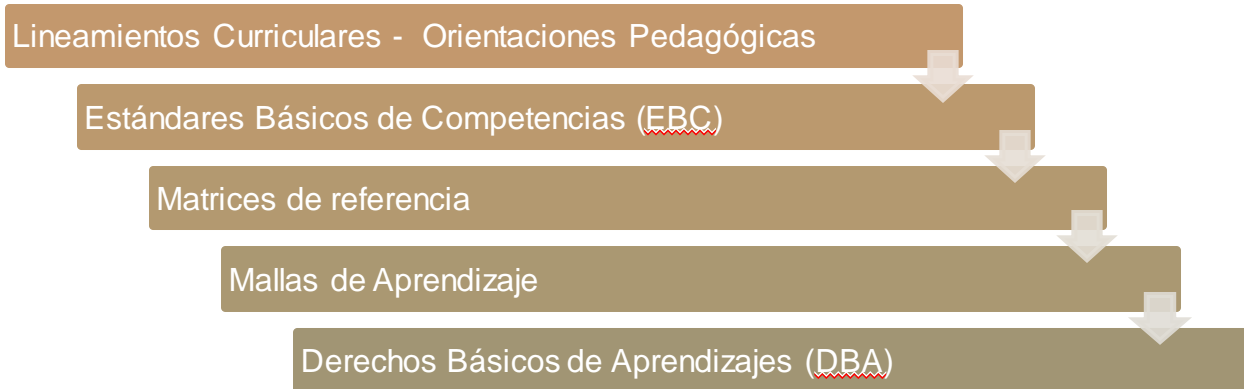 Lineamientos Curriculares - Orientaciones Pedagógicas
Estándares Básicos de Competencias (EBC)
Matrices de referencia
Mallas de Aprendizaje
Derechos Básicos de Aprendizajes (DBA)